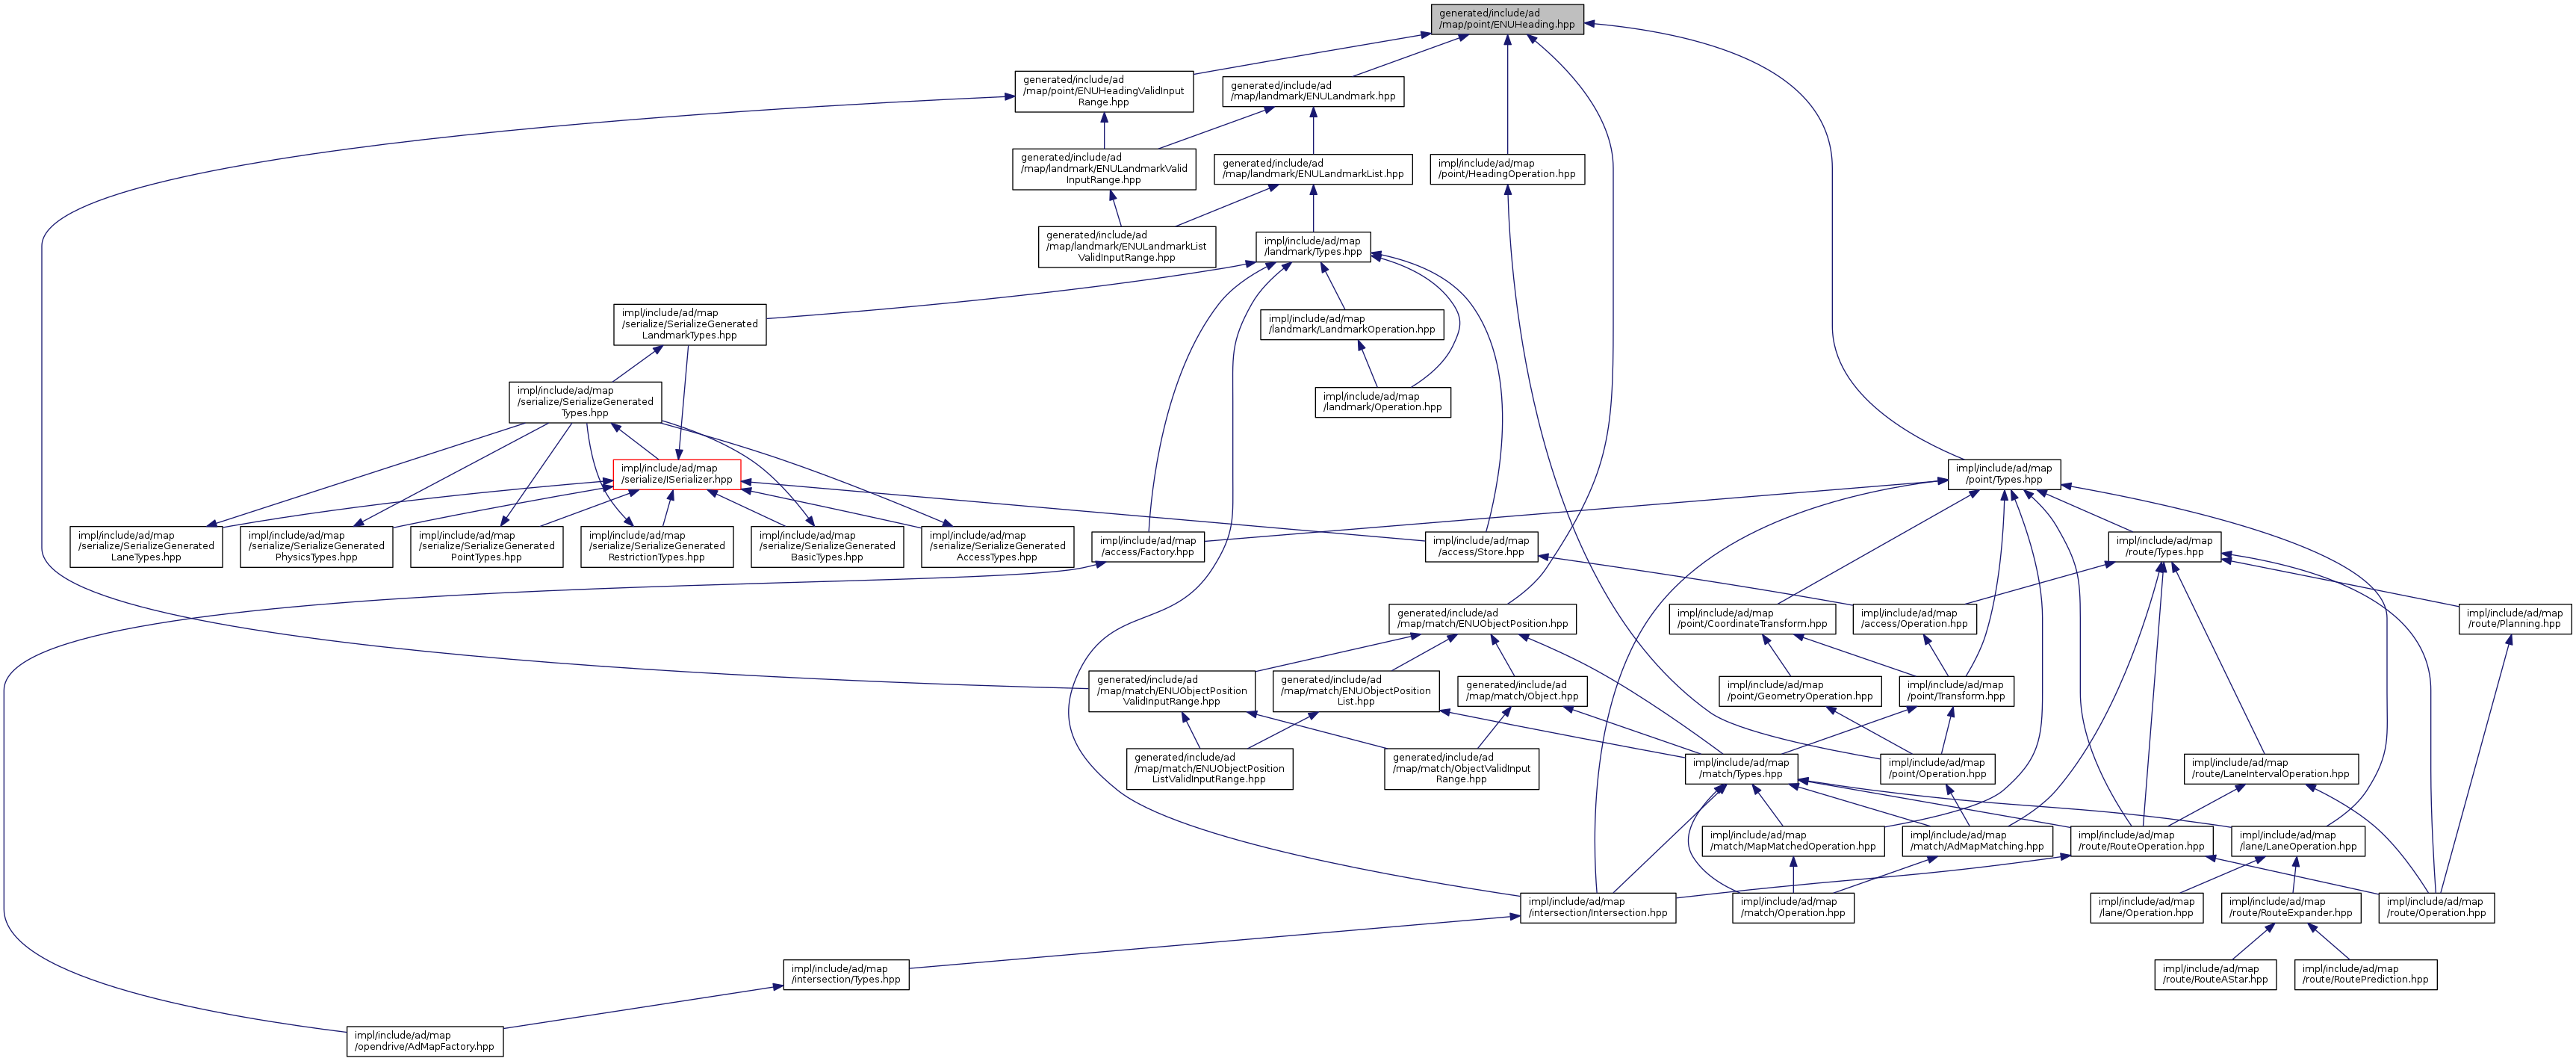 generated/include/ad
/map/point/ENUHeading.hpp
generated/include/ad
/map/point/ENUHeadingValidInput
Range.hpp
generated/include/ad
/map/landmark/ENULandmark.hpp
generated/include/ad
/map/landmark/ENULandmarkValid
InputRange.hpp
generated/include/ad
/map/landmark/ENULandmarkList.hpp
impl/include/ad/map
/point/HeadingOperation.hpp
generated/include/ad
/map/landmark/ENULandmarkList
ValidInputRange.hpp
impl/include/ad/map
/landmark/Types.hpp
impl/include/ad/map
/serialize/SerializeGenerated
LandmarkTypes.hpp
impl/include/ad/map
/landmark/LandmarkOperation.hpp
impl/include/ad/map
/serialize/SerializeGenerated
Types.hpp
impl/include/ad/map
/landmark/Operation.hpp
impl/include/ad/map
/serialize/ISerializer.hpp
impl/include/ad/map
/point/Types.hpp
impl/include/ad/map
/serialize/SerializeGenerated
LaneTypes.hpp
impl/include/ad/map
/serialize/SerializeGenerated
PhysicsTypes.hpp
impl/include/ad/map
/serialize/SerializeGenerated
PointTypes.hpp
impl/include/ad/map
/serialize/SerializeGenerated
RestrictionTypes.hpp
impl/include/ad/map
/serialize/SerializeGenerated
BasicTypes.hpp
impl/include/ad/map
/serialize/SerializeGenerated
AccessTypes.hpp
impl/include/ad/map
/access/Factory.hpp
impl/include/ad/map
/access/Store.hpp
impl/include/ad/map
/route/Types.hpp
generated/include/ad
/map/match/ENUObjectPosition.hpp
impl/include/ad/map
/point/CoordinateTransform.hpp
impl/include/ad/map
/access/Operation.hpp
impl/include/ad/map
/route/Planning.hpp
generated/include/ad
/map/match/ENUObjectPosition
ValidInputRange.hpp
generated/include/ad
/map/match/ENUObjectPosition
List.hpp
generated/include/ad
/map/match/Object.hpp
impl/include/ad/map
/point/GeometryOperation.hpp
impl/include/ad/map
/point/Transform.hpp
generated/include/ad
/map/match/ENUObjectPosition
ListValidInputRange.hpp
generated/include/ad
/map/match/ObjectValidInput
Range.hpp
impl/include/ad/map
/match/Types.hpp
impl/include/ad/map
/point/Operation.hpp
impl/include/ad/map
/route/LaneIntervalOperation.hpp
impl/include/ad/map
/match/MapMatchedOperation.hpp
impl/include/ad/map
/match/AdMapMatching.hpp
impl/include/ad/map
/route/RouteOperation.hpp
impl/include/ad/map
/lane/LaneOperation.hpp
impl/include/ad/map
/intersection/Intersection.hpp
impl/include/ad/map
/match/Operation.hpp
impl/include/ad/map
/lane/Operation.hpp
impl/include/ad/map
/route/RouteExpander.hpp
impl/include/ad/map
/route/Operation.hpp
impl/include/ad/map
/intersection/Types.hpp
impl/include/ad/map
/route/RouteAStar.hpp
impl/include/ad/map
/route/RoutePrediction.hpp
impl/include/ad/map
/opendrive/AdMapFactory.hpp